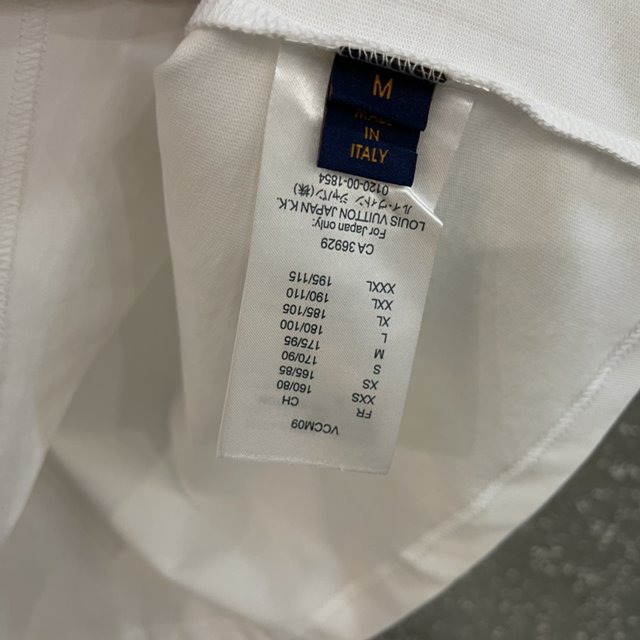 M
MADE
IN
ITALY
VCCM09
FR CH
XXS 160/80
XS 165/85
S 170/90
M 175/95
L 180/100
XL 185/105
XXL 190/110
XXXL 195/115
CA 36929
For Japan only:
LOUIS VUITTON JAPAN K.K.
ルイ・ヴィトン ジャパン(株)
0120-00-1854